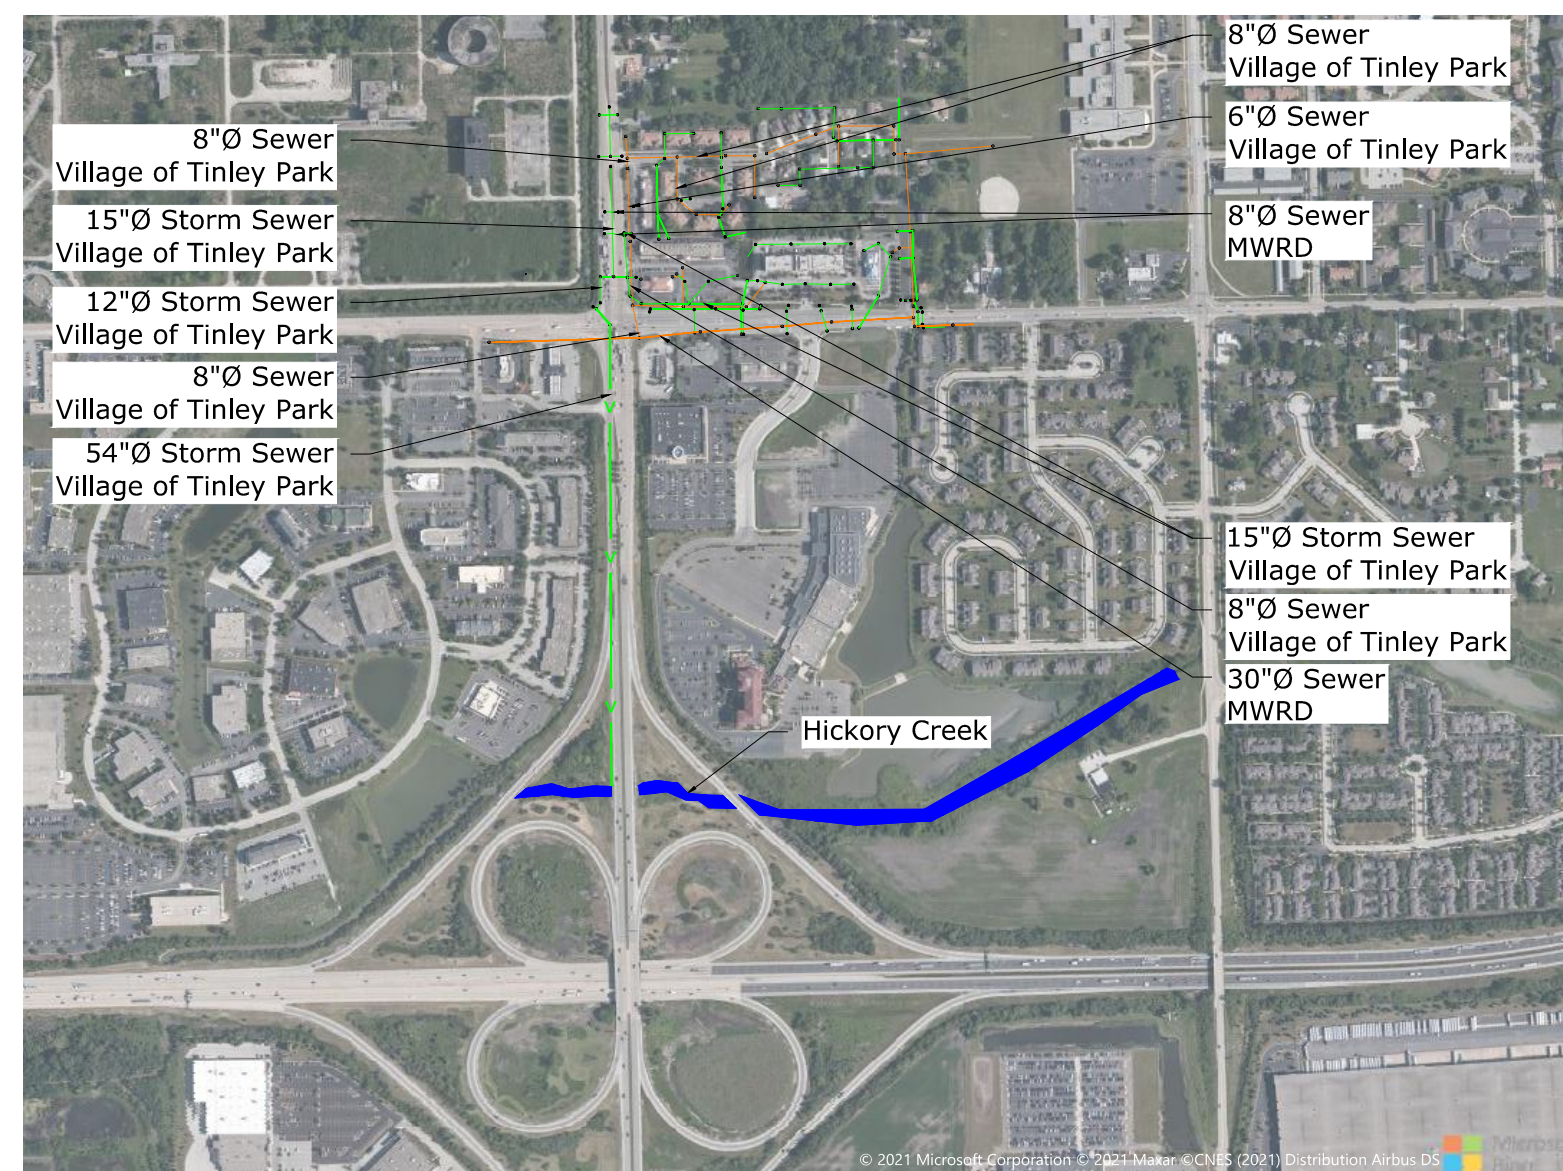 8"Ø Sewer
Village of Tinley Park
15"Ø Storm Sewer
Village of Tinley Park
12"Ø Storm Sewer
Village of Tinley Park
8"Ø Sewer
Village of Tinley Park
54"Ø Storm Sewer
Village of Tinley Park
8"Ø Sewer
Village of Tinley Park
6"Ø Sewer
Village of Tinley Park
8"Ø Sewer
MWRD
15"Ø Storm Sewer
Village of Tinley Park
8"Ø Sewer
Village of Tinley Park
30"Ø Sewer
MWRD
Hickory Creek
© 2021 Microsoft Corporation © 2021 Maxar ©CNES (2021) Distribution Airbus DS